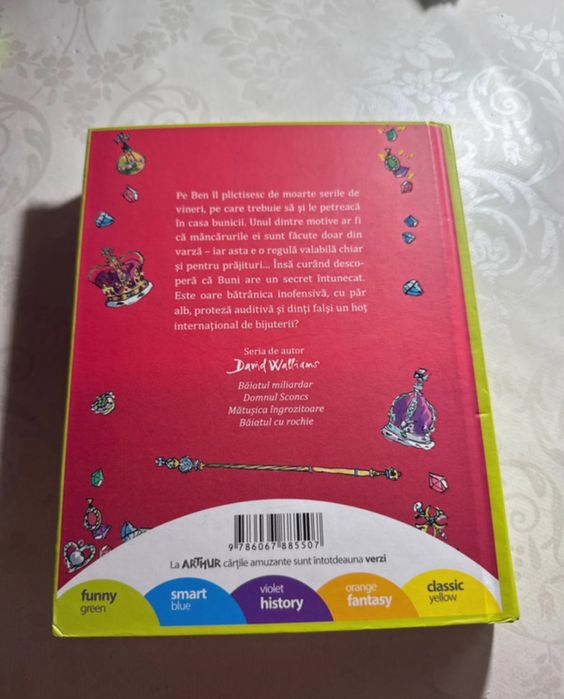 Pe Ben îl plictisesc de moarte serile de
vineri, pe care trebuie să și le petreacă
în casa bunicii. Unul dintre motive ar fi
că mâncărurile ei sunt făcute doar din
varză – iar asta e o regulă valabilă chiar
și pentru prăjituri... Însă curând desco-
peră că Buni are un secret întunecat.
Este oare bătrânica inofensivă, cu păr
alb, proteză auditivă și dinți falși un hoț
internațional de bijuterii?
Seria de autor
David Walliams
Băiatul miliardar
Domnul Sconcs
Mătușica îngrozitoare
Băiatul cu rochie
9 786067 885507
La ARTHUR cărțile amuzante sunt întotdeauna verzi
funny
green
smart
blue
violet
history
orange
fantasy
classic
yellow